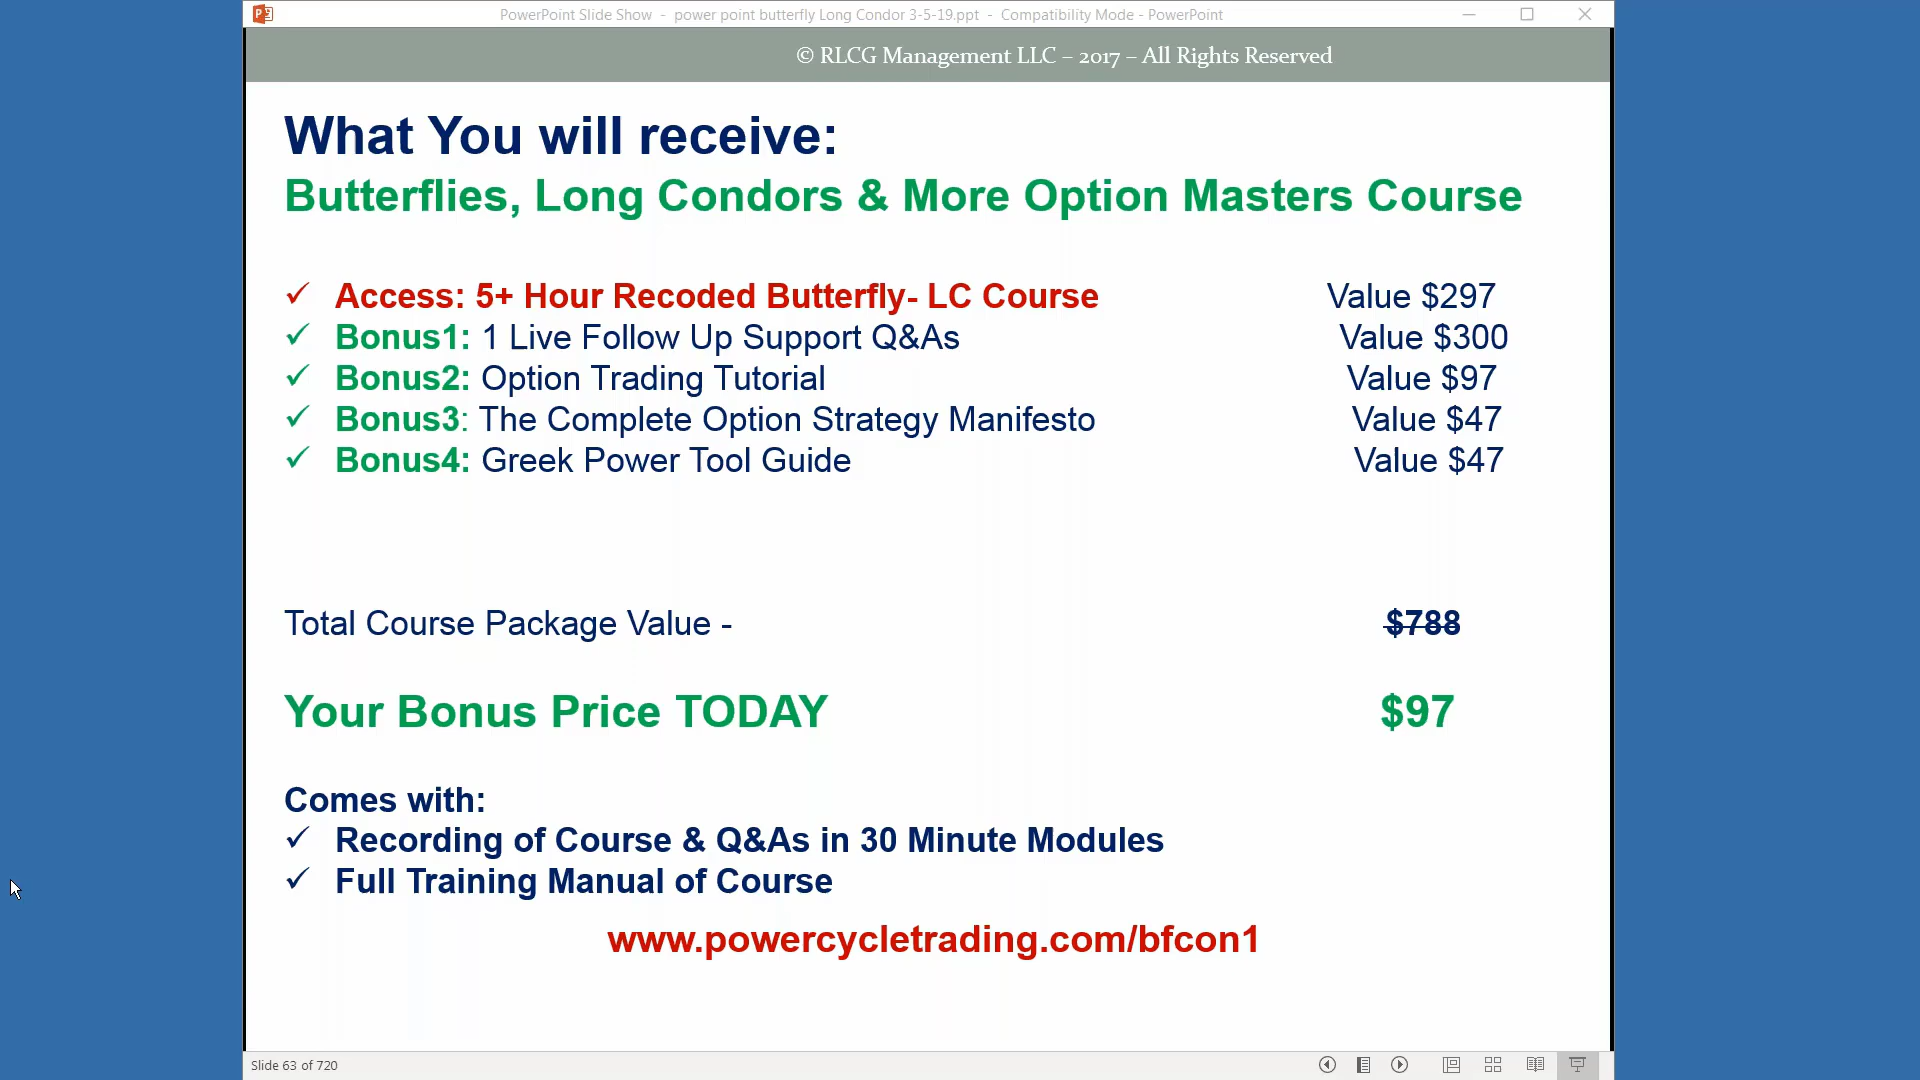 PowerPoint Slide Show - power point butterfly Long Condor 3-5-19.ppt - Compatibility Mode - PowerPoint
© RLCG Management LLC – 2017 – All Rights Reserved
What You will receive:
Butterflies, Long Condors & More Option Masters Course
✓ Access: 5+ Hour Recoded Butterfly- LC Course Value $297
✓ Bonus1: 1 Live Follow Up Support Q&As Value $300
✓ Bonus2: Option Trading Tutorial Value $97
✓ Bonus3: The Complete Option Strategy Manifesto Value $47
✓ Bonus4: Greek Power Tool Guide Value $47
Total Course Package Value - $788
Your Bonus Price TODAY $97
Comes with:
✓ Recording of Course & Q&As in 30 Minute Modules
✓ Full Training Manual of Course
www.powercycletrading.com/bfcon1
Slide 63 of 720